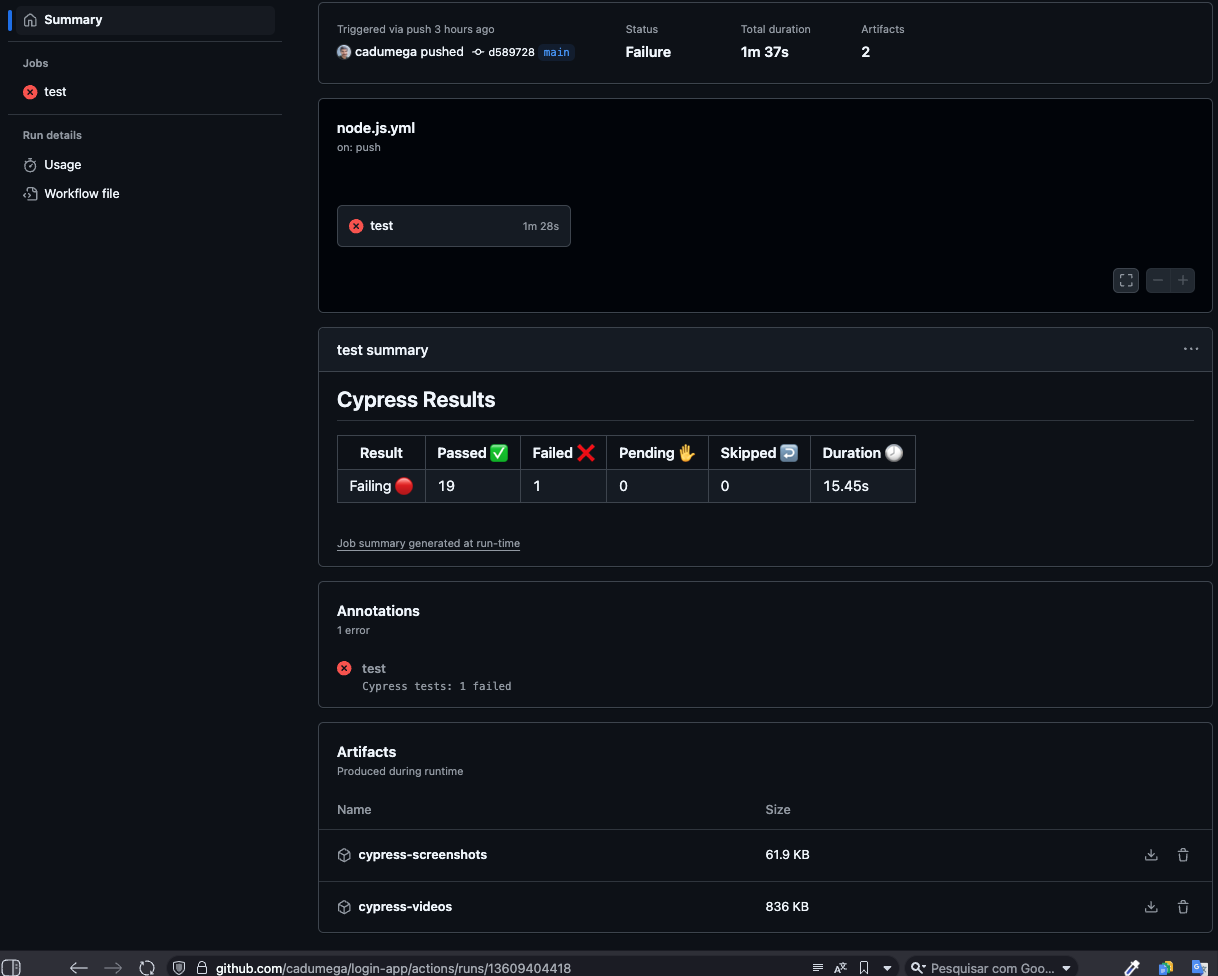 Summary
Jobs
test
Run details
Usage
Workflow file
Triggered via push 3 hours ago
cadumega pushed d589728 main
Status
Failure
Total duration
1m 37s
Artifacts
2
node.js.yml
on: push
test 1m 28s
test summary
Cypress Results
Result Passed ✅ Failed ❌ Pending ✋ Skipped ↩️ Duration 🕗
Failing 🔴 19 1 0 0 15.45s
Job summary generated at run-time
Annotations
1 error
test
Cypress tests: 1 failed
Artifacts
Produced during runtime
Name Size
cypress-screenshots 61.9 KB
cypress-videos 836 KB
github.com/cadumega/login-app/actions/runs/13609404418 Pesquisar com Goo...